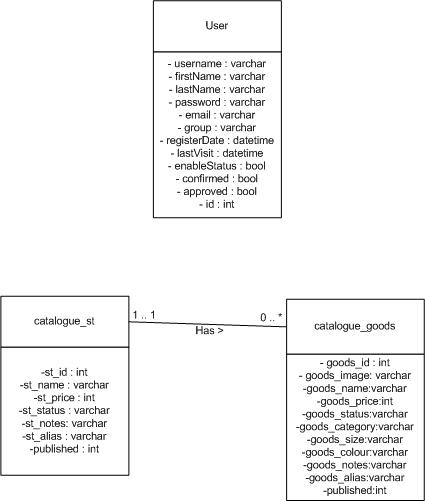 User
- username : varchar
- firstName : varchar
- lastName : varchar
- password : varchar
- email : varchar
- group : varchar
- registerDate : datetime
- lastVisit : datetime
- enableStatus : bool
- confirmed : bool
- approved : bool
- id : int
catalogue_st
-st_id : int
-st_name : varchar
-st_price : int
-st_status : varchar
-st_notes: varchar
-st_alias : varchar
-published : int
1 .. 1
Has >
0 .. *
catalogue_goods
- goods_id : int
- goods_image: varchar
-goods_name:varchar
-goods_price:int
-goods_status:varchar
-goods_category:varchar
-goods_size:varchar
-goods_colour:varchar
-goods_notes:varchar
-goods_alias:varchar
-published:int